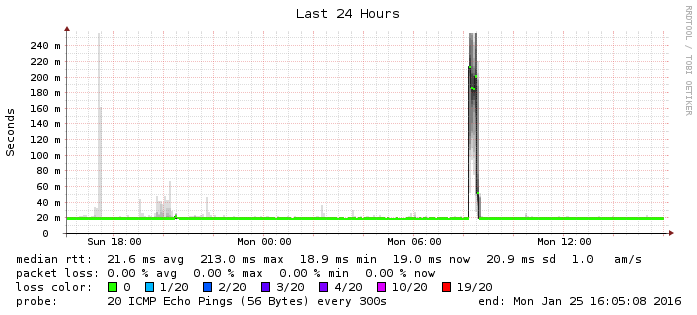 Last 24 Hours
RRDTOOL / TOBI OETIKER
Seconds
240 m
220 m
200 m
180 m
160 m
140 m
120 m
100 m
80 m
60 m
40 m
20 m
0
Sun 18:00 Mon 00:00 Mon 06:00 Mon 12:00
median rtt: 21.6 ms avg 213.0 ms max 18.9 ms min 19.0 ms now 20.9 ms sd 1.0 am/s
packet loss: 0.00 % avg 0.00 % max 0.00 % min 0.00 % now
loss color: 0 1/20 2/20 3/20 4/20 10/20 19/20
probe: 20 ICMP Echo Pings (56 Bytes) every 300s end: Mon Jan 25 16:05:08 2016